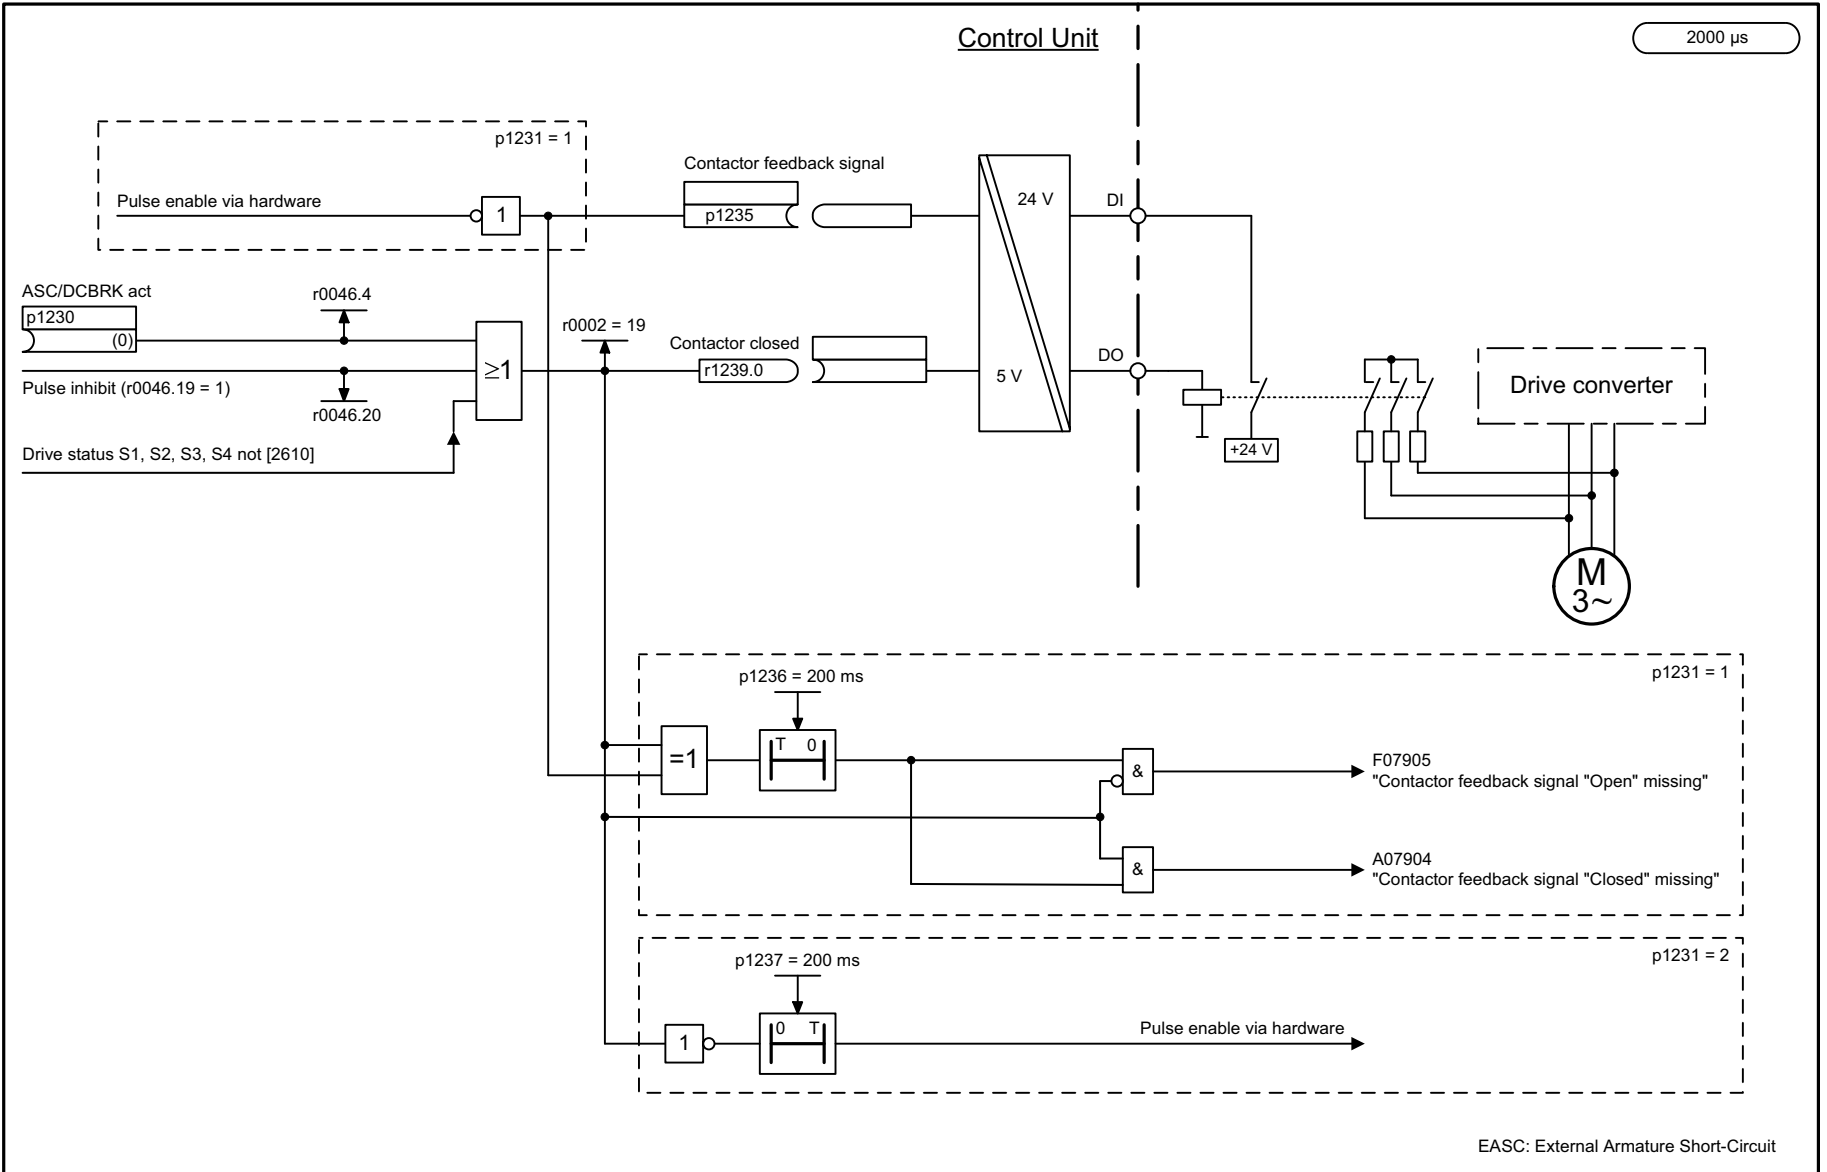 Control Unit
2000 µs
p1231 = 1
Pulse enable via hardware
1
Contactor feedback signal
p1235
24 V
DI
ASC/DCBRK act
p1230
(0)
r0046.4
Pulse inhibit (r0046.19 = 1)
r0046.20
Drive status S1, S2, S3, S4 not [2610]
≥1
r0002 = 19
Contactor closed
r1239.0
5 V
DO
+24 V
Drive converter
M
3~
p1231 = 1
p1236 = 200 ms
=1
T 0
&
F07905
"Contactor feedback signal "Open" missing"
&
A07904
"Contactor feedback signal "Closed" missing"
p1231 = 2
p1237 = 200 ms
1
0 T
Pulse enable via hardware
EASC: External Armature Short-Circuit